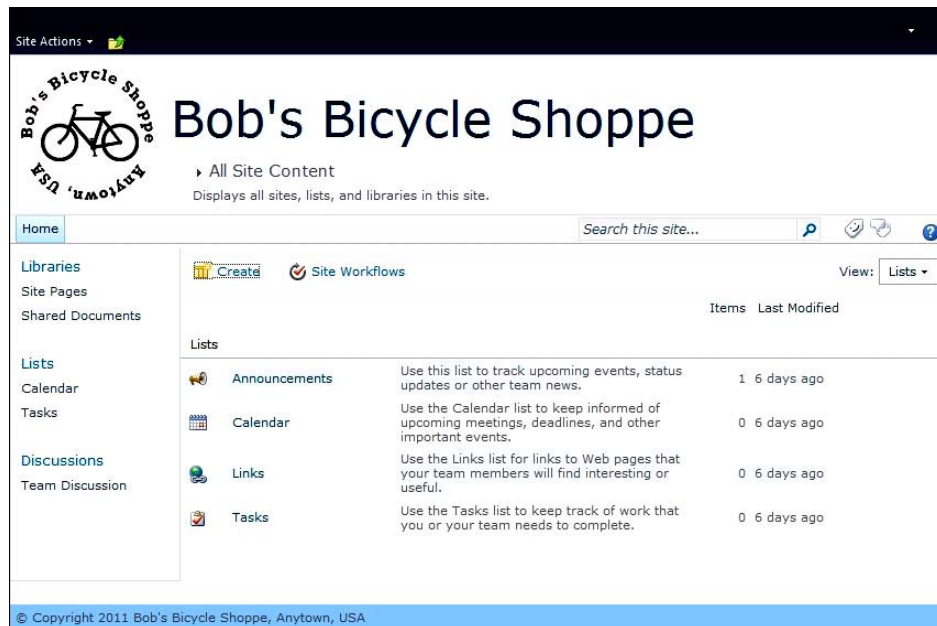 Site Actions
Bob's Bicycle Shoppe
Anytown, USA
Bob's Bicycle Shoppe
All Site Content
Displays all sites, lists, and libraries in this site.
Home
Search this site...
Libraries
Site Pages
Shared Documents
Lists
Calendar
Tasks
Discussions
Team Discussion
Create Site Workflows
View: Lists
Items Last Modified
Lists
Announcements
Use this list to track upcoming events, status
updates or other team news.
1 6 days ago
Calendar
Use the Calendar list to keep informed of
upcoming meetings, deadlines, and other
important events.
0 6 days ago
Links
Use the Links list for links to Web pages that
your team members will find interesting or
useful.
0 6 days ago
Tasks
Use the Tasks list to keep track of work that
you or your team needs to complete.
0 6 days ago
© Copyright 2011 Bob's Bicycle Shoppe, Anytown, USA